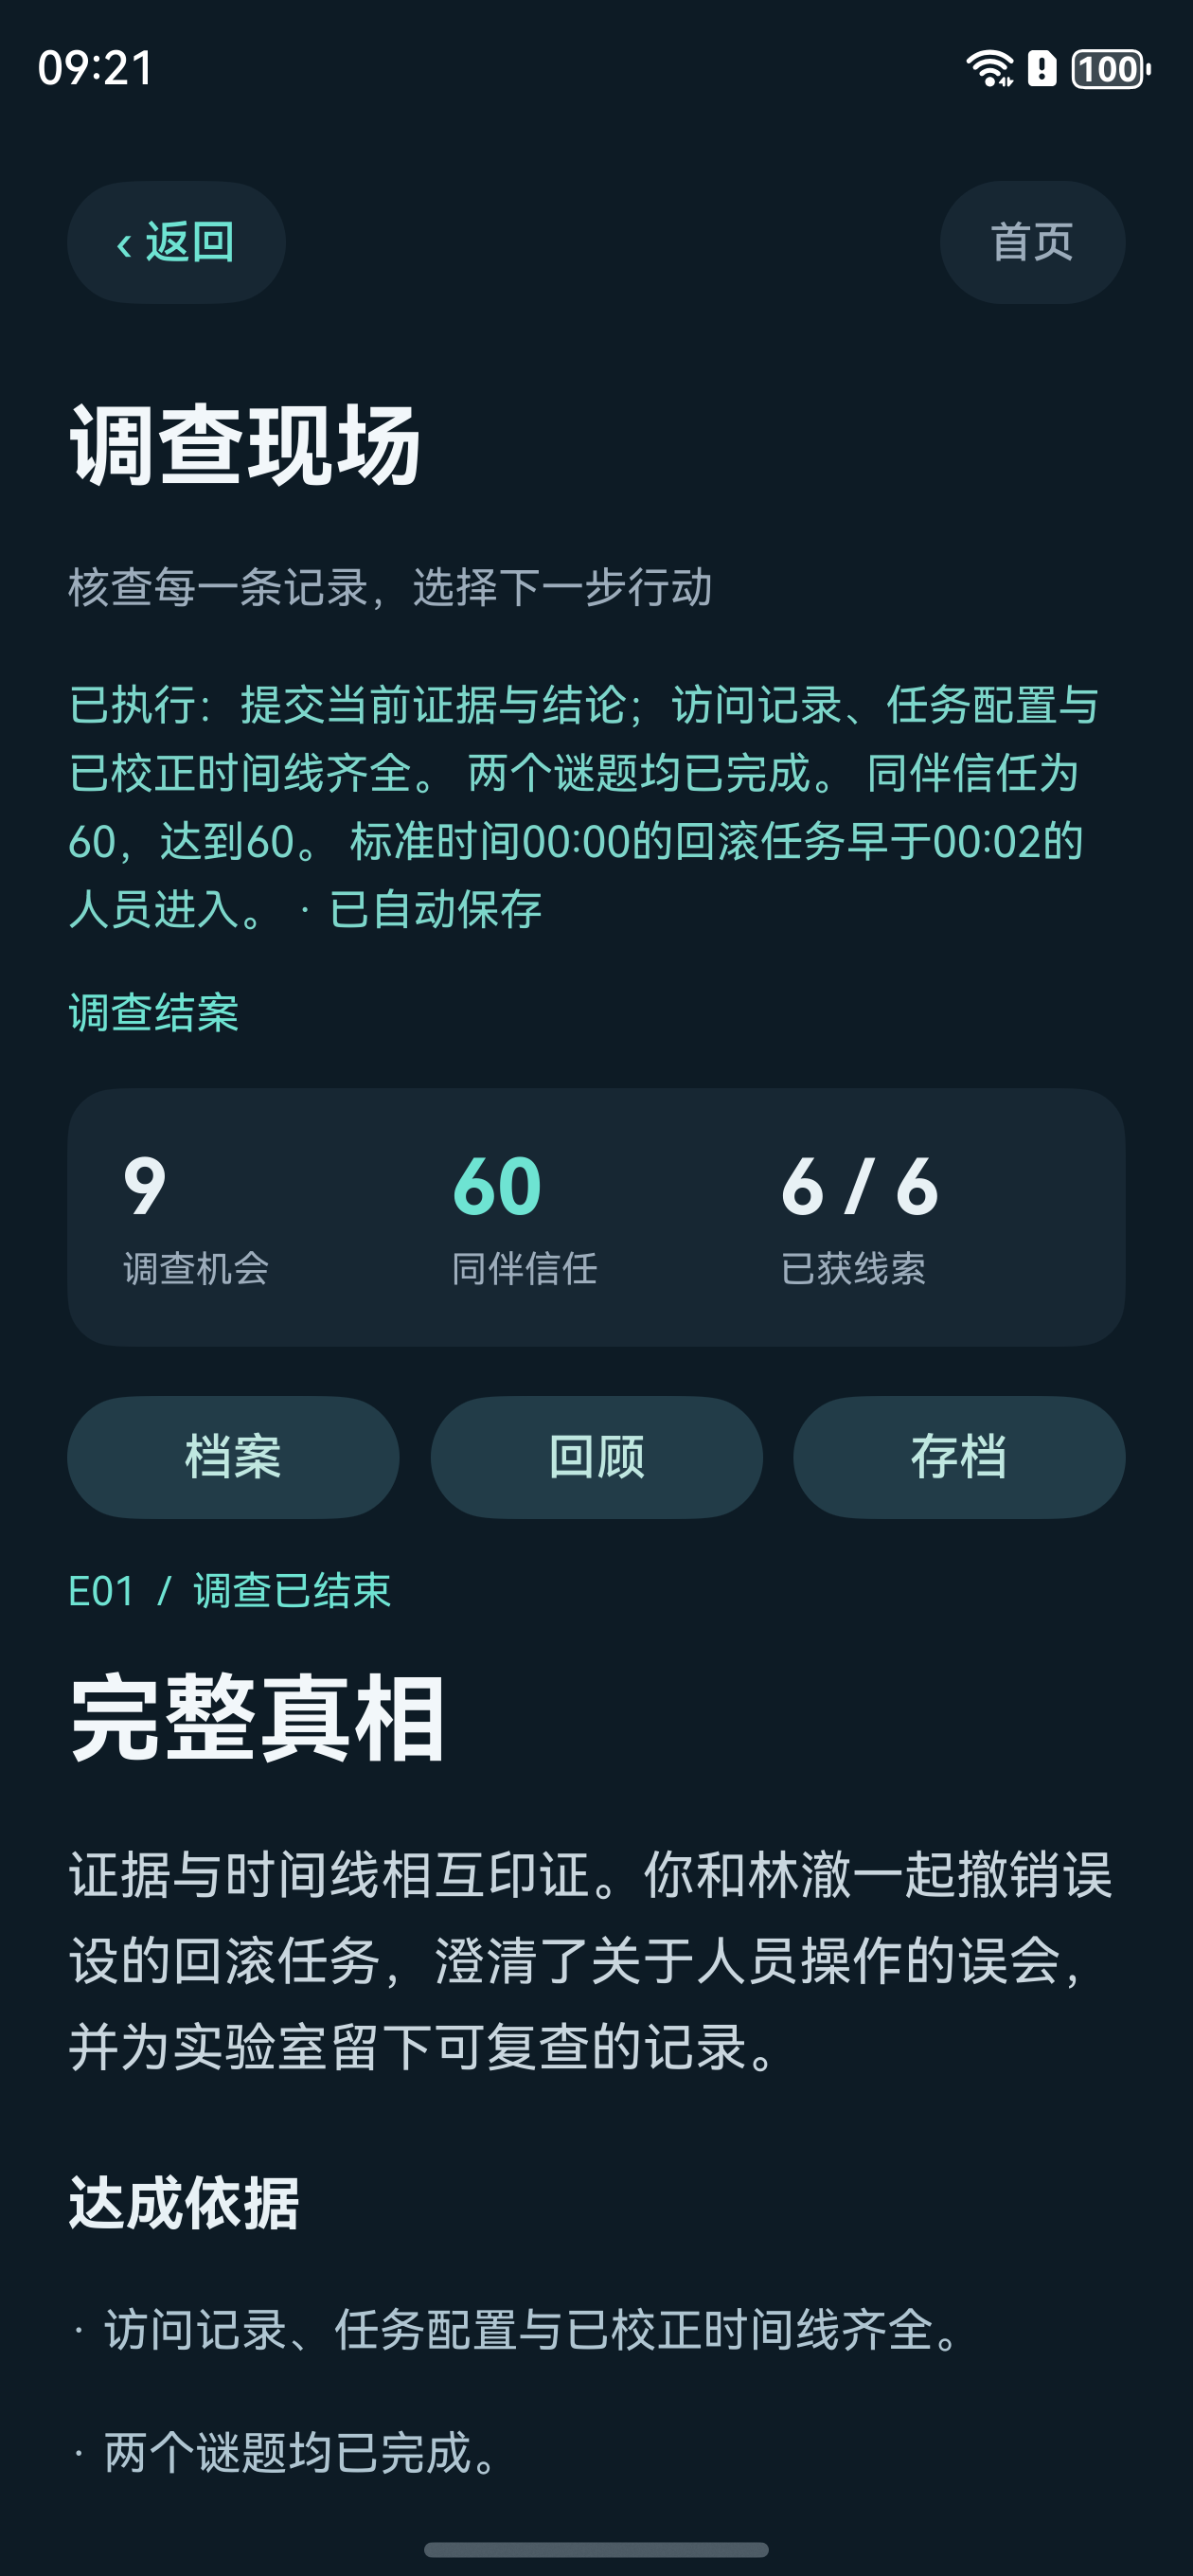 09:21
100
‹ 返回
首页
调查现场
核查每一条记录，选择下一步行动
已执行：提交当前证据与结论；访问记录、任务配置与
已校正时间线齐全。 两个谜题均已完成。 同伴信任为
60，达到60。 标准时间00:00的回滚任务早于00:02的
人员进入。 · 已自动保存
调查结案
9
60
6 / 6
调查机会
同伴信任
已获线索
档案
回顾
存档
E01 / 调查已结束
完整真相
证据与时间线相互印证。你和林澈一起撤销误
设的回滚任务，澄清了关于人员操作的误会，
并为实验室留下可复查的记录。
达成依据
· 访问记录、任务配置与已校正时间线齐全。
· 两个谜题均已完成。